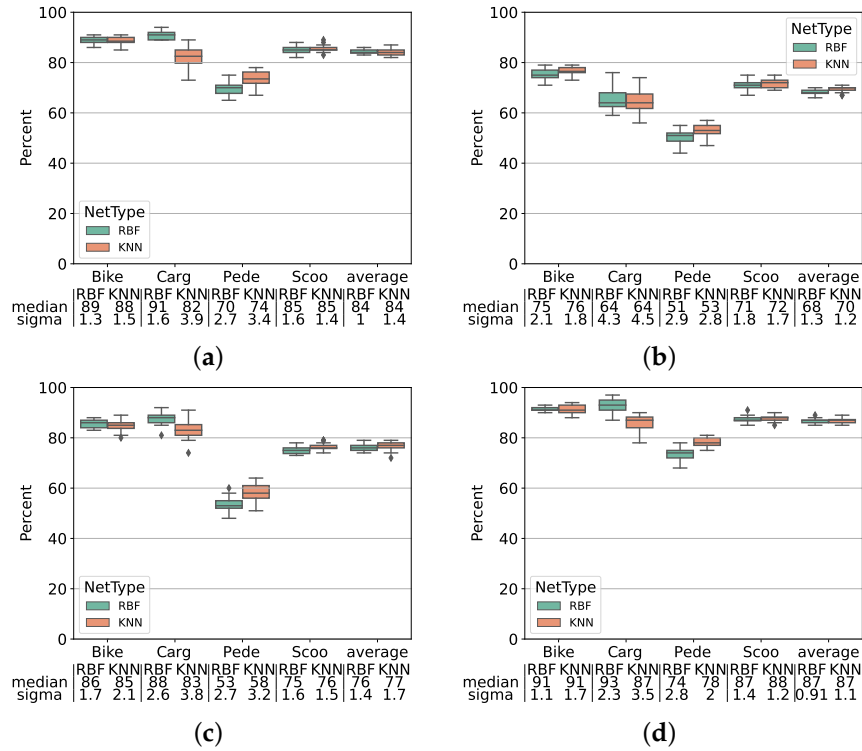 100
80
60
40
20
0
Percent
NetType
RBF
KNN
Bike Carg Pede Scoo average
RBF KNN RBF KNN RBF KNN RBF KNN RBF KNN
median 89 88 91 82 70 74 85 85 84 84
sigma 1.3 1.5 1.6 3.9 2.7 3.4 1.6 1.4 1 1.4
(a)
100
80
60
40
20
0
Percent
NetType
RBF
KNN
Bike Carg Pede Scoo average
RBF KNN RBF KNN RBF KNN RBF KNN RBF KNN
median 75 76 64 64 51 53 71 72 68 70
sigma 2.1 1.8 4.3 4.5 2.9 2.8 1.8 1.7 1.3 1.2
(b)
100
80
60
40
20
0
Percent
NetType
RBF
KNN
Bike Carg Pede Scoo average
RBF KNN RBF KNN RBF KNN RBF KNN RBF KNN
median 86 85 88 83 53 58 75 76 76 77
sigma 1.7 2.1 2.6 3.8 2.7 3.2 1.6 1.5 1.4 1.7
(c)
100
80
60
40
20
0
Percent
NetType
RBF
KNN
Bike Carg Pede Scoo average
RBF KNN RBF KNN RBF KNN RBF KNN RBF KNN
median 91 91 93 87 74 78 87 88 87 87
sigma 1.1 1.7 2.3 3.5 2.8 2 1.4 1.2 0.91 1.1
(d)